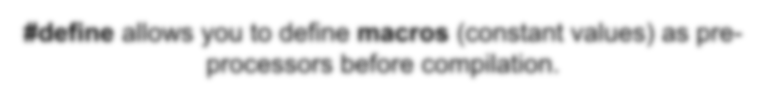 #define allows you to define macros (constant values) as pre-
processors before compilation.